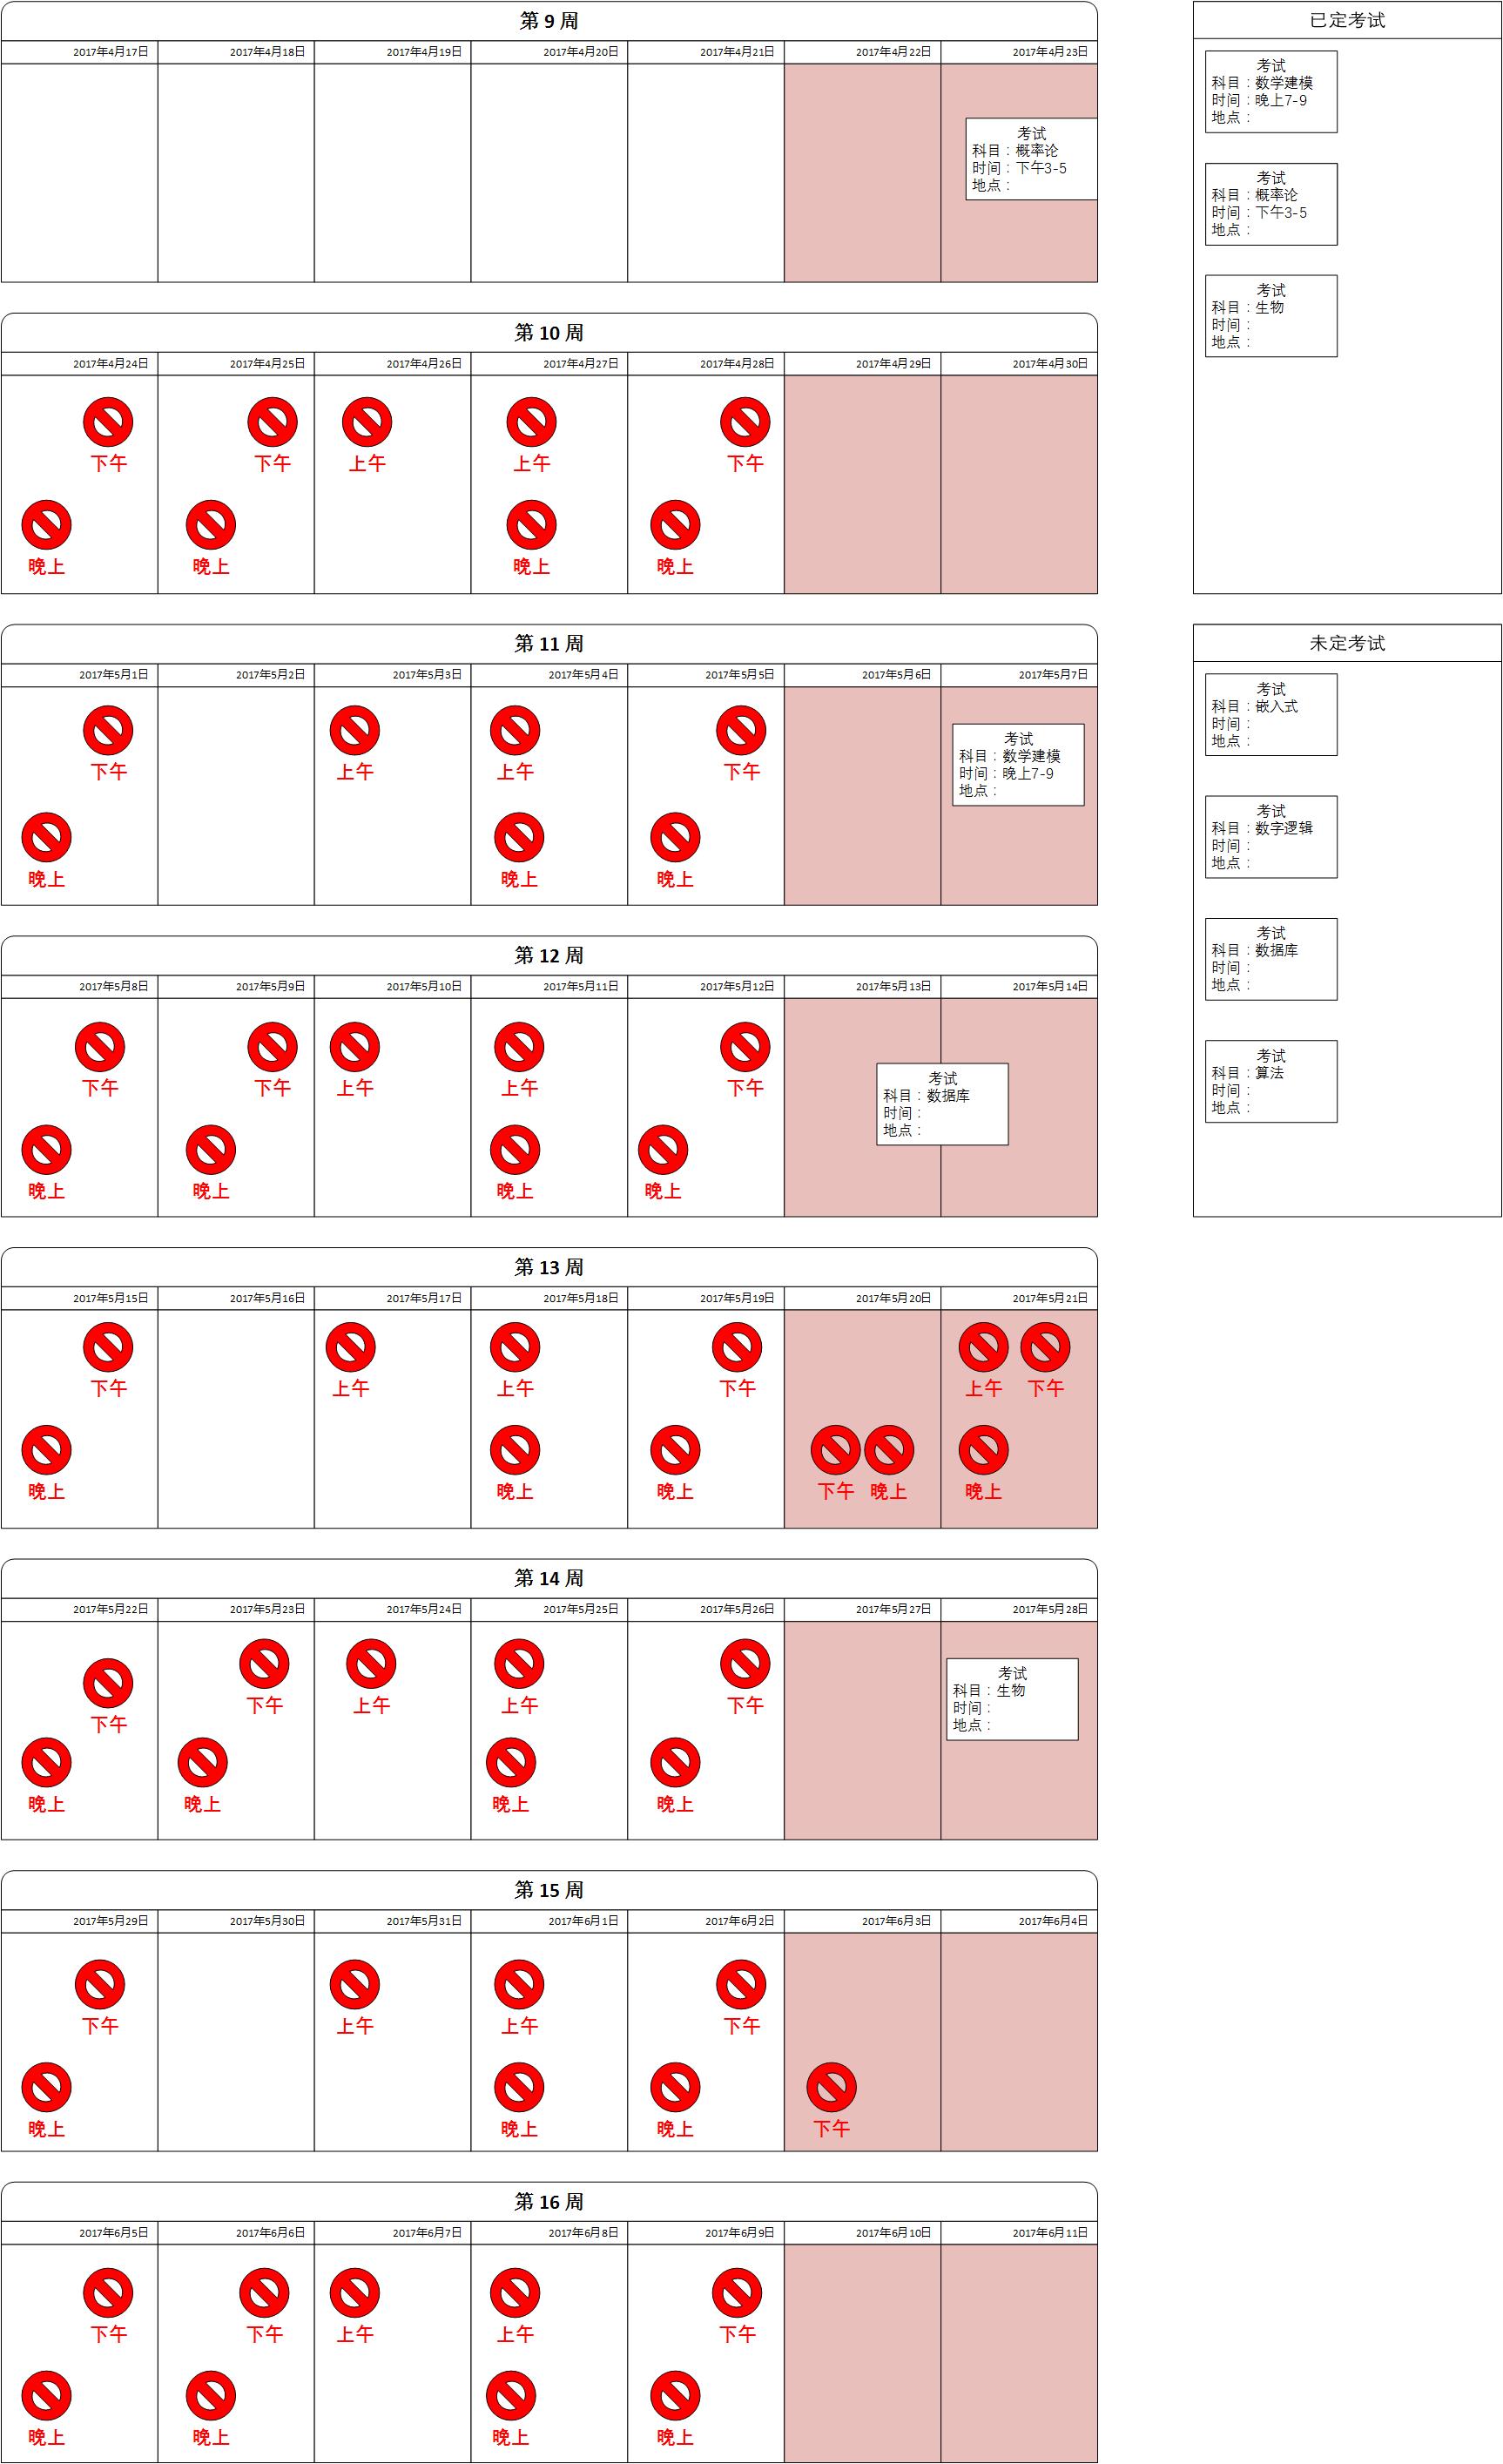 第 9 周
2017年4月17日 2017年4月18日 2017年4月19日 2017年4月20日 2017年4月21日 2017年4月22日 2017年4月23日
考试
科目：概率论
时间：下午3-5
地点：
第 10 周
2017年4月24日 2017年4月25日 2017年4月26日 2017年4月27日 2017年4月28日 2017年4月29日 2017年4月30日
下午 下午 上午 上午 下午
晚上 晚上 晚上 晚上
第 11 周
2017年5月1日 2017年5月2日 2017年5月3日 2017年5月4日 2017年5月5日 2017年5月6日 2017年5月7日
下午 上午 上午 下午
考试
科目：数学建模
时间：晚上7-9
地点：
晚上 晚上 晚上
第 12 周
2017年5月8日 2017年5月9日 2017年5月10日 2017年5月11日 2017年5月12日 2017年5月13日 2017年5月14日
下午 下午 上午 上午 下午
考试
科目：数据库
时间：
地点：
晚上 晚上 晚上 晚上
第 13 周
2017年5月15日 2017年5月16日 2017年5月17日 2017年5月18日 2017年5月19日 2017年5月20日 2017年5月21日
下午 上午 上午 下午 上午 下午
晚上 晚上 晚上 下午 晚上 晚上
第 14 周
2017年5月22日 2017年5月23日 2017年5月24日 2017年5月25日 2017年5月26日 2017年5月27日 2017年5月28日
下午 下午 上午 上午 下午
考试
科目：生物
时间：
地点：
晚上 晚上 晚上 晚上
第 15 周
2017年5月29日 2017年5月30日 2017年5月31日 2017年6月1日 2017年6月2日 2017年6月3日 2017年6月4日
下午 上午 上午 下午
晚上 晚上 晚上 下午
第 16 周
2017年6月5日 2017年6月6日 2017年6月7日 2017年6月8日 2017年6月9日 2017年6月10日 2017年6月11日
下午 下午 上午 上午 下午
晚上 晚上 晚上 晚上
已定考试
考试
科目：数学建模
时间：晚上7-9
地点：
考试
科目：概率论
时间：下午3-5
地点：
考试
科目：生物
时间：
地点：
未定考试
考试
科目：嵌入式
时间：
地点：
考试
科目：数字逻辑
时间：
地点：
考试
科目：数据库
时间：
地点：
考试
科目：算法
时间：
地点：